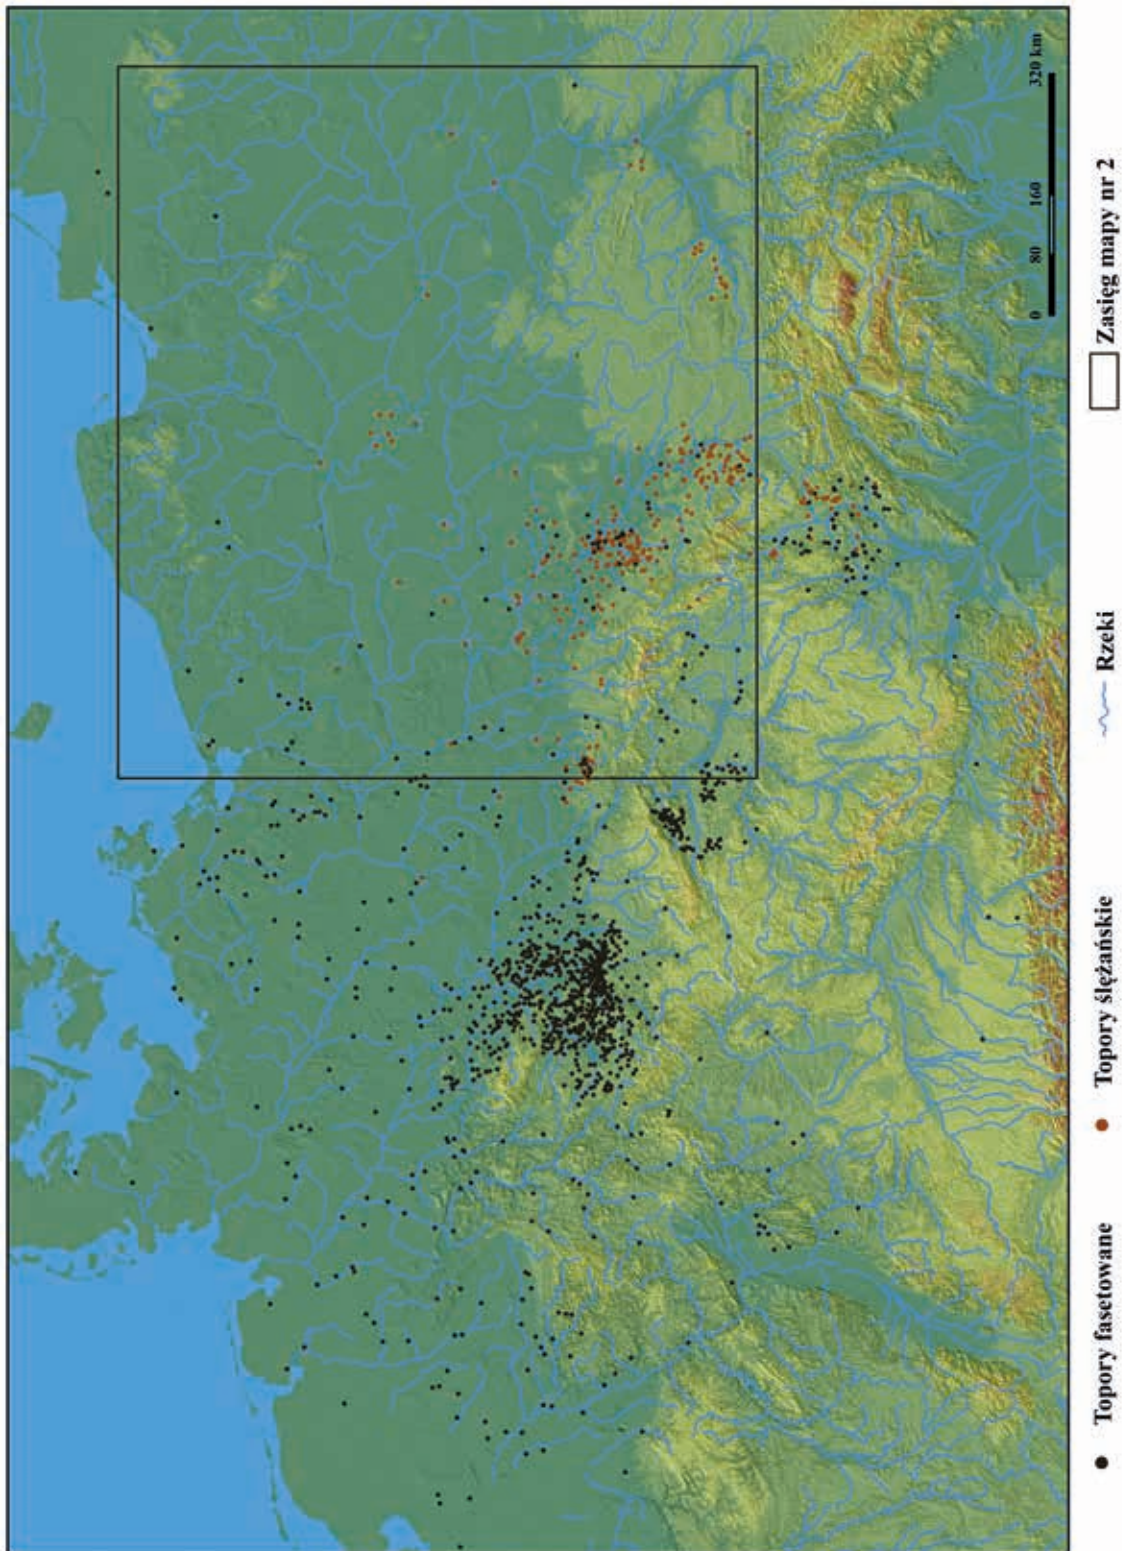 0 80 160 320 km
Topory fasetowane
Topory ślężańskie
Rzeki
Zasięg mapy nr 2